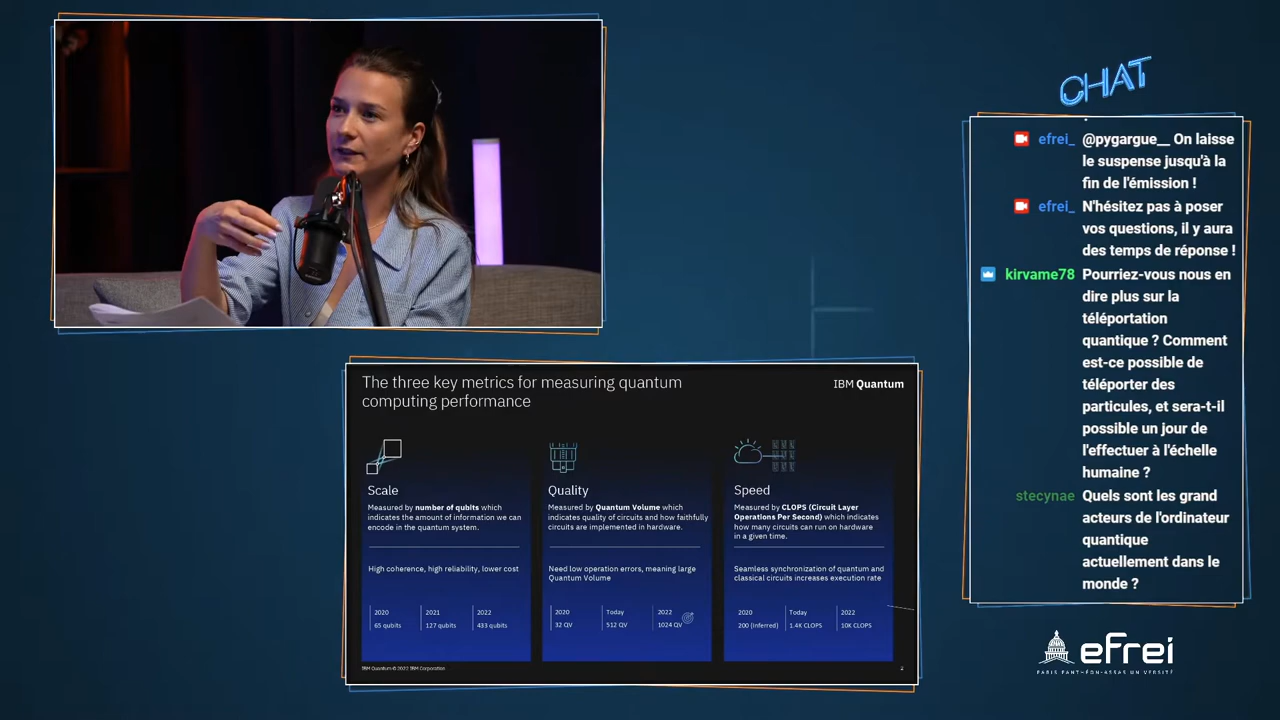 CHAT
efrei_ @pygargue__ On laisse
le suspense jusqu'à la
fin de l'émission !
efrei_ N'hésitez pas à poser
vos questions, il y aura
des temps de réponse !
kirvame78 Pourriez-vous nous en
dire plus sur la
téléportation
quantique ? Comment
est-ce possible de
téléporter des
particules, et sera-t-il
possible un jour de
l'effectuer à l'échelle
humaine ?
stecynae Quels sont les grand
acteurs de l'ordinateur
quantique
actuellement dans le
monde ?
The three key metrics for measuring quantum
computing performance
IBM Quantum
Scale
Measured by number of qubits which
indicates the amount of information we can
encode in the quantum system.
High coherence, high reliability, lower cost
2020
65 qubits
2021
127 qubits
2022
433 qubits
Quality
Measured by Quantum Volume which
indicates quality of circuits and how faithfully
circuits are implemented in hardware.
Need low operation errors, meaning large
Quantum Volume
2020
32 QV
Today
512 QV
2022
1024 QV
Speed
Measured by CLOPS (Circuit Layer
Operations Per Second) which indicates
how many circuits can run on hardware
in a given time.
Seamless synchronization of quantum and
classical circuits increases execution rate
2020
200 (inferred)
Today
1.4K CLOPS
2022
10K CLOPS
IBM Quantum © 2022 IBM Corporation
efrei
PARIS PANTHÉON-ASSAS UNIVERSITÉ